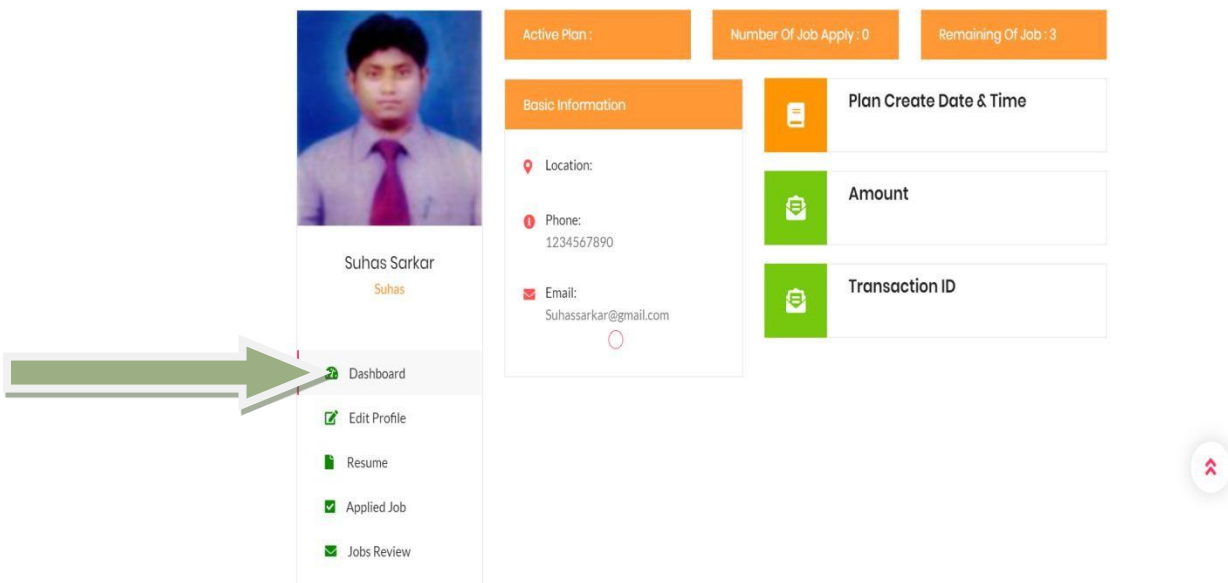 Active Plan :
Number Of Job Apply : 0
Remaining Of Job : 3
Basic Information
Location:
Phone:
1234567890
Email:
Suhassarkar@gmail.com
Plan Create Date & Time
Amount
Transaction ID
Suhas Sarkar
Suhas
Dashboard
Edit Profile
Resume
Applied Job
Jobs Review